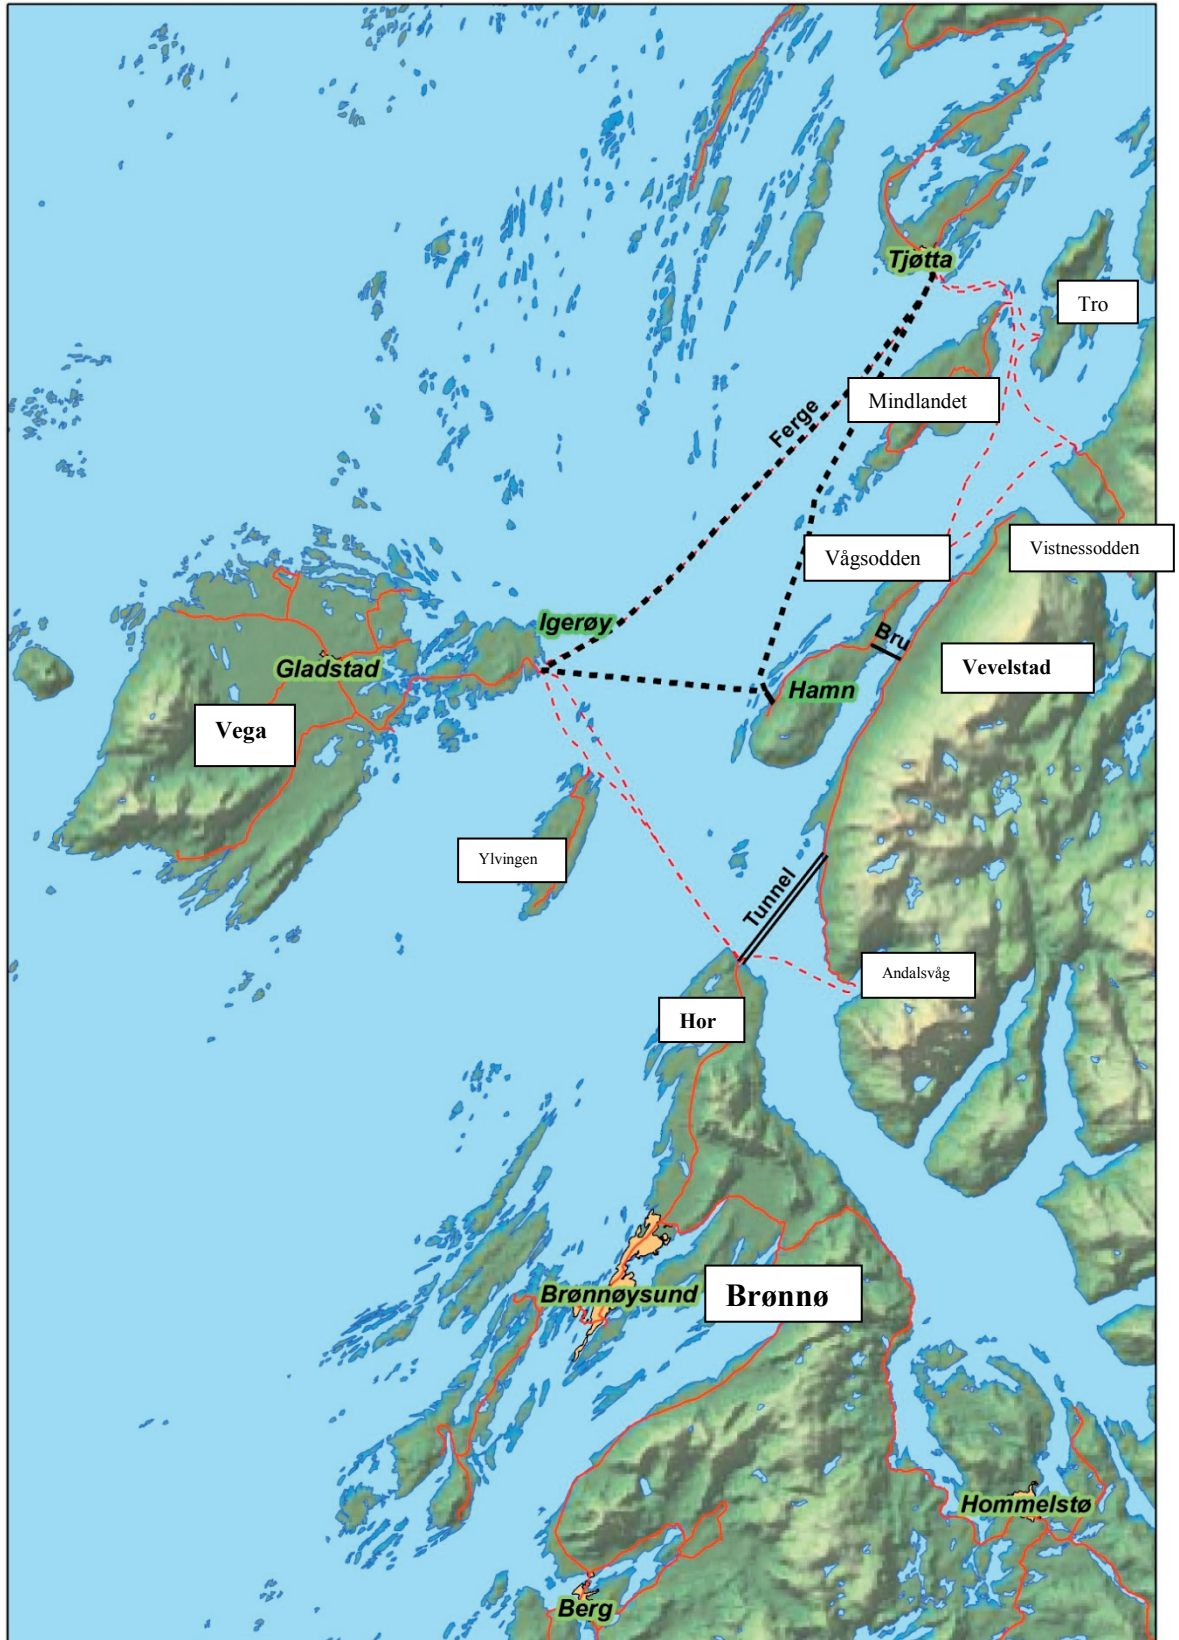 Tjøtta
Tro
Mindlandet
Ferge
Vågsodden
Vistnessodden
Igerøy
Bru
Gladstad
Hamn
Vevelstad
Vega
Ylvingen
Tunnel
Andalsvåg
Hor
Brønnøysund
Brønnø
Hommelstø
Berg